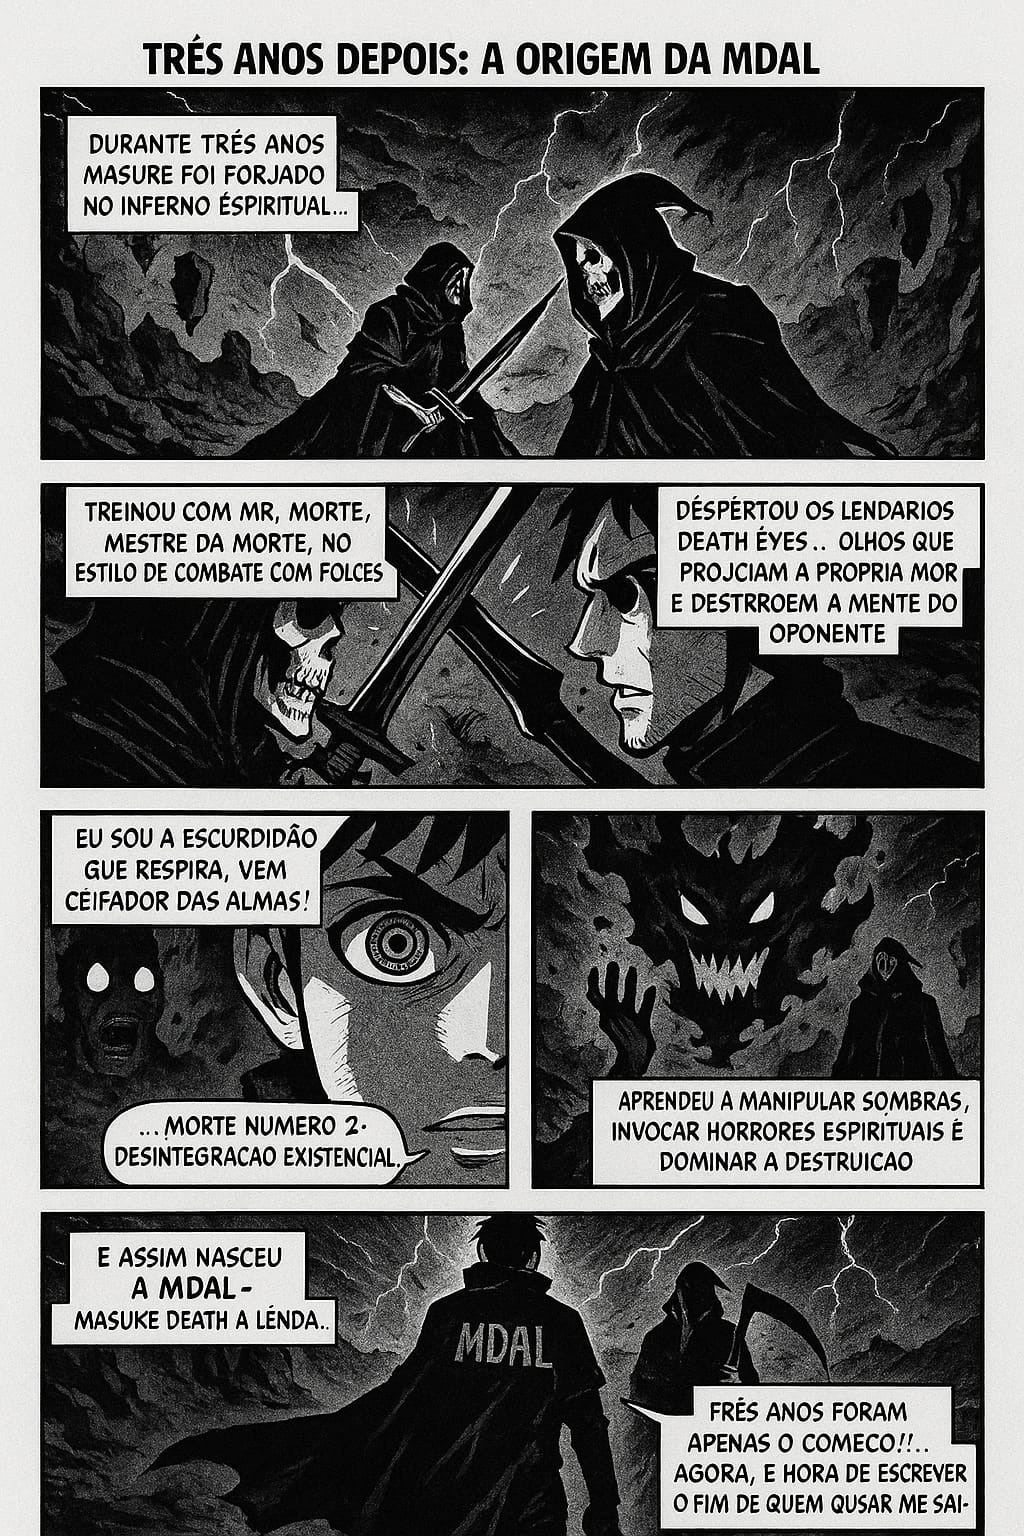 TRÉS ANOS DEPOIS: A ORIGEM DA MDAL
DURANTE TRÉS ANOS
MASURE FOI FORJADO
NO INFERNO ÉSPIRITUAL...
TREINOU COM MR, MORTE,
MESTRE DA MORTE, NO
ESTILO DE COMBATE COM FOLCES
DÉSPÉRTOU OS LENDARIOS
DEATH ÉYES.. OLHOS QUE
PROJCIAM A PROPRIA MOR
E DESTRROEM A MENTE DO
OPONENTE
EU SOU A ESCURDIDÃO
GUE RESPIRA, VEM
CÉIFADOR DAS ALMAS!
... MORTE NUMERO 2·
DESINTEGRACAO EXISTENCIAL.
APRENDEU A MANIPULAR SOMBRAS,
INVOCAR HORRORES ESPIRITUAIS É
DOMINAR A DESTRUICAO
E ASSIM NASCEU
A MDAL-
MASUKE DEATH A LÉNDA..
MDAL
FRÉS ANOS FORAM
APENAS O COMECO!!..
AGORA, E HORA DE ESCREVER
O FIM DE QUEM QUSAR ME SAI-